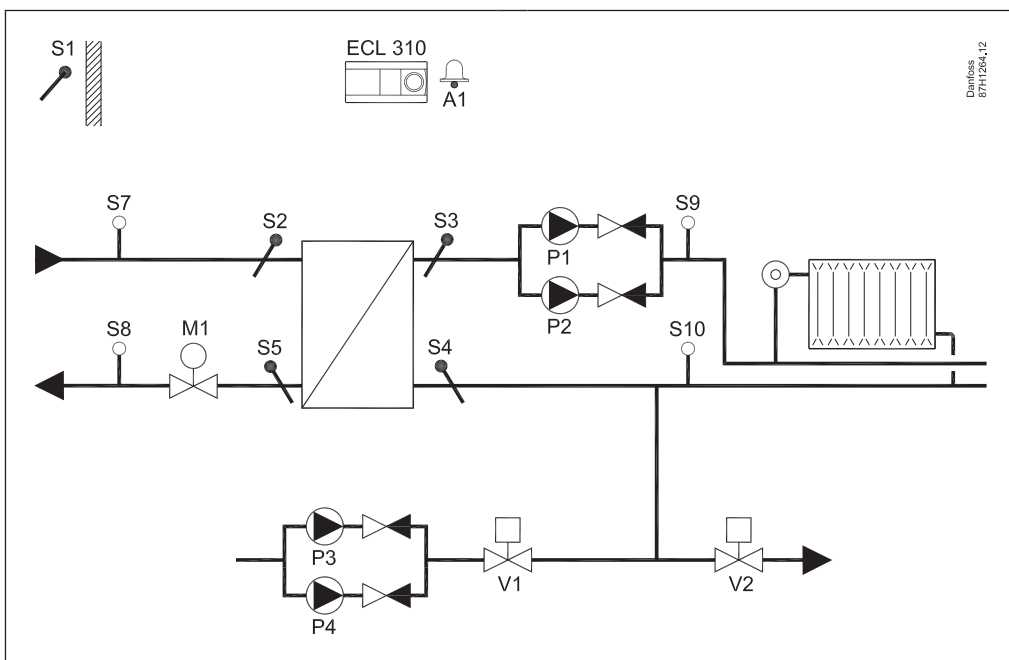 S1
ECL 310
A1
Danfoss
87H1264.12
S7
S2
S3
S9
P1
P2
S8
M1
S5
S4
S10
P3
P4
V1
V2